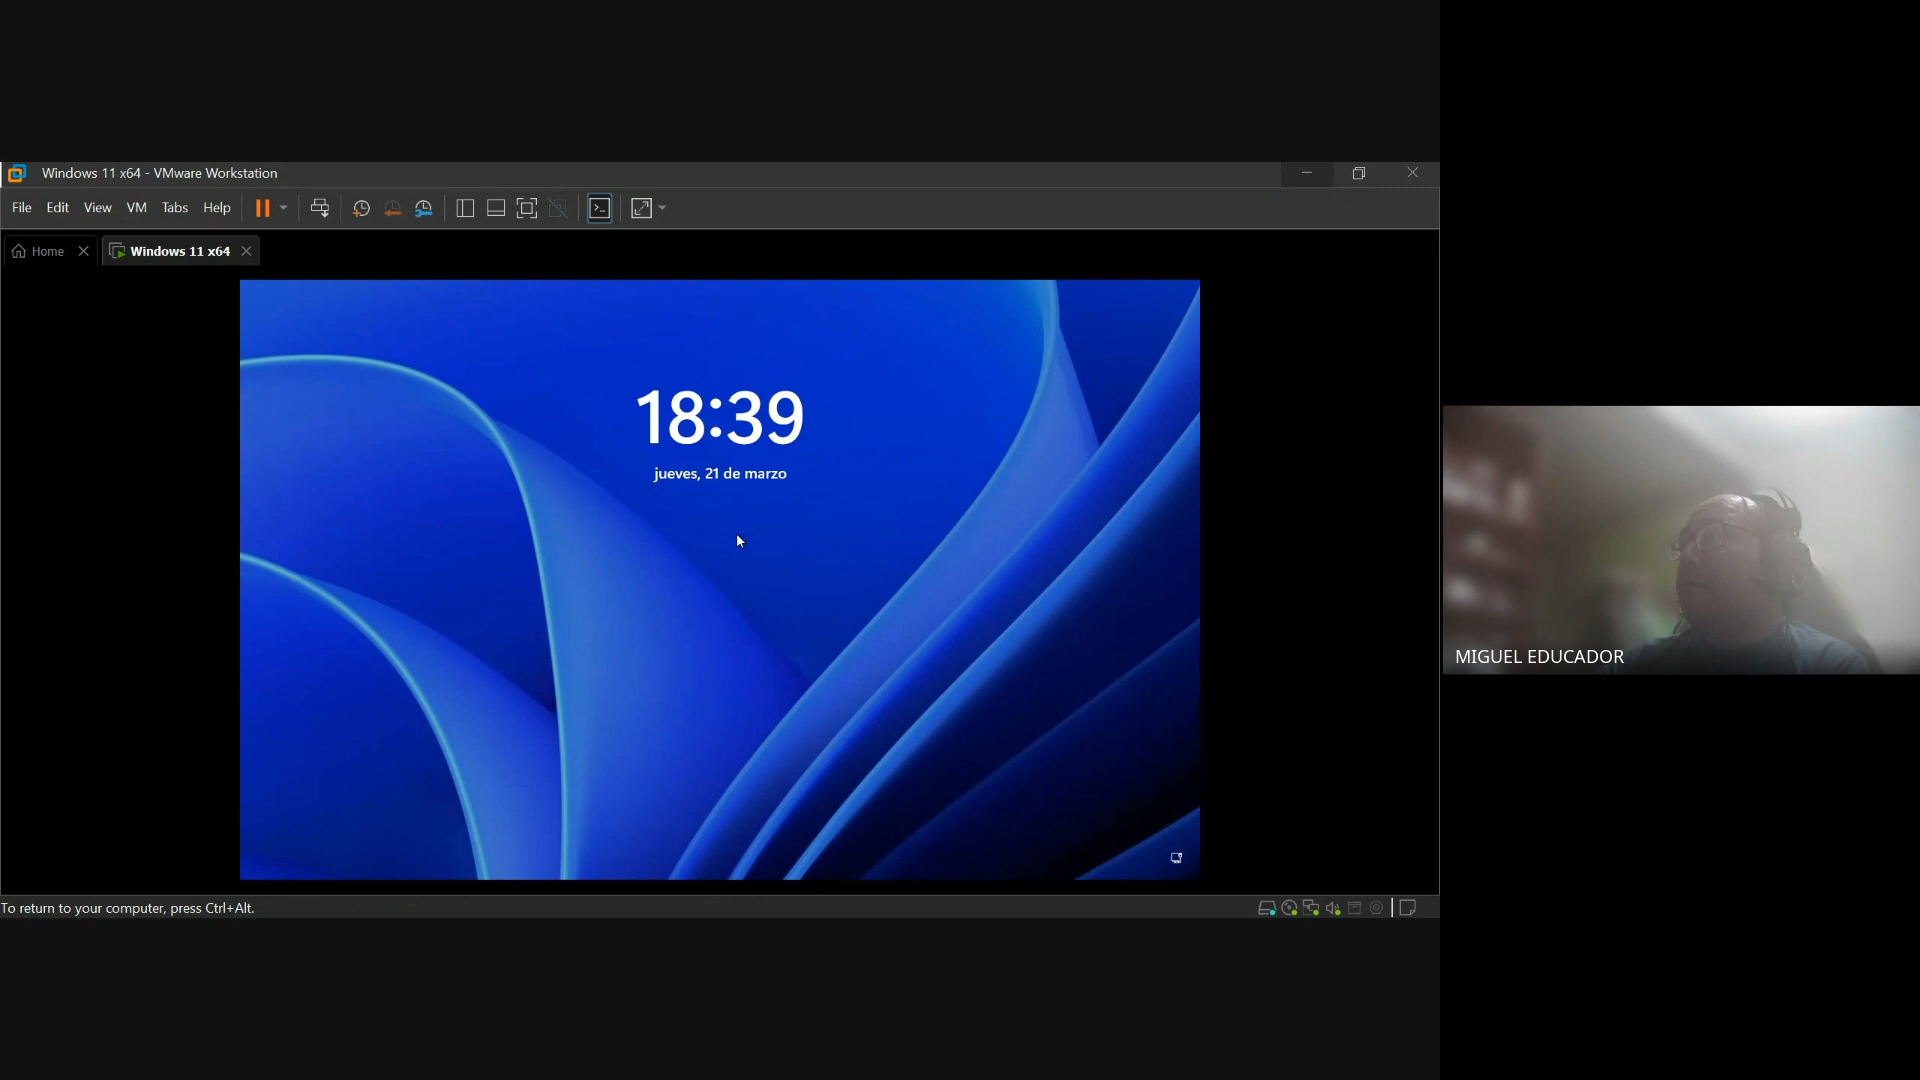 Windows 11 x64 - VMware Workstation
File Edit View VM Tabs Help
Home Windows 11 x64
18:39
jueves, 21 de marzo
MIGUEL EDUCADOR
To return to your computer, press Ctrl+Alt.